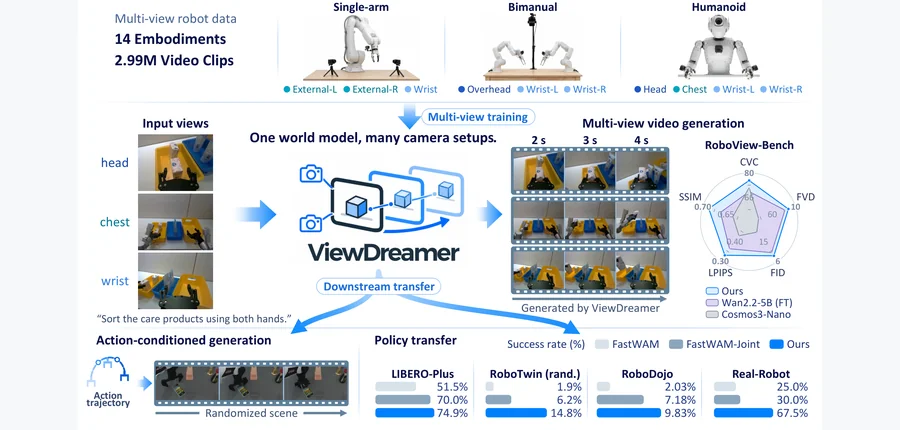 Multi-view robot data
14 Embodiments
2.99M Video Clips
Single-arm
External-L External-R Wrist
Bimanual
Overhead Wrist-L Wrist-R
Humanoid
Head Chest Wrist-L Wrist-R
Multi-view training
Input views
head
chest
wrist
"Sort the care products using both hands."
One world model, many camera setups.
ViewDreamer
Downstream transfer
Multi-view video generation
2 s 3 s 4 s
Generated by ViewDreamer
RoboView-Bench
CVC
80
SSIM
0.70
FVD
10
0.65
60
0.40
15
LPIPS
0.30
FID
6
Ours
Wan2.2-5B (FT)
Cosmos3-Nano
Action-conditioned generation
Action
trajectory
Randomized scene
Policy transfer
Success rate (%) FastWAM FastWAM-Joint Ours
LIBERO-Plus
51.5%
70.0%
74.9%
RoboTwin (rand.)
1.9%
6.2%
14.8%
RoboDojo
2.03%
7.18%
9.83%
Real-Robot
25.0%
30.0%
67.5%